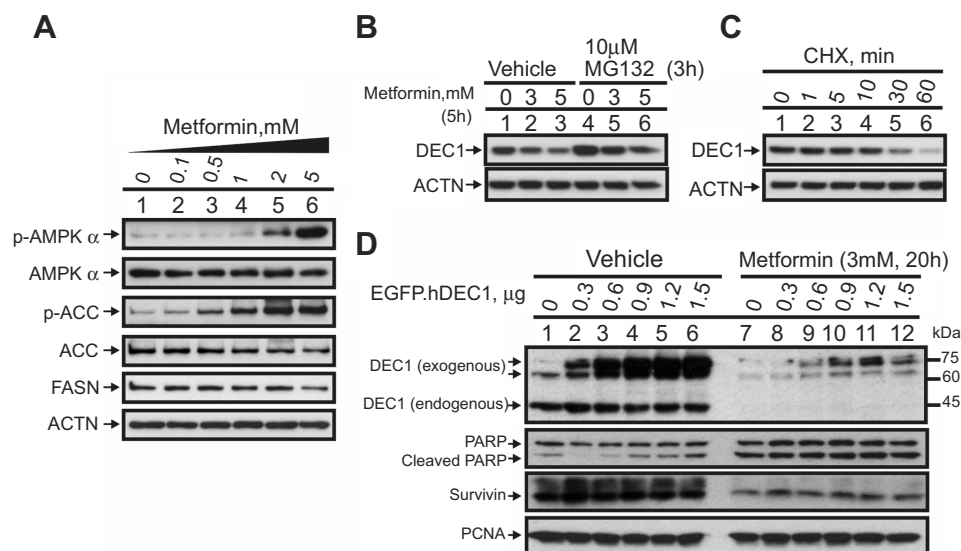 A
Metformin,mM
0 0.1 0.5 1 2 5
1 2 3 4 5 6
p-AMPK α
AMPK α
p-ACC
ACC
FASN
ACTN
B
10μM
Vehicle MG132 (3h)
Metformin,mM 0 3 5 0 3 5
(5h) 1 2 3 4 5 6
DEC1
ACTN
C
CHX, min
0 1 5 10 30 60
1 2 3 4 5 6
DEC1
ACTN
D
Vehicle Metformin (3mM, 20h)
EGFP.hDEC1, μg 0 0.3 0.6 0.9 1.2 1.5 0 0.3 0.6 0.9 1.2 1.5
1 2 3 4 5 6 7 8 9 10 11 12 kDa
DEC1 (exogenous) 75
60
DEC1 (endogenous) 45
PARP
Cleaved PARP
Survivin
PCNA